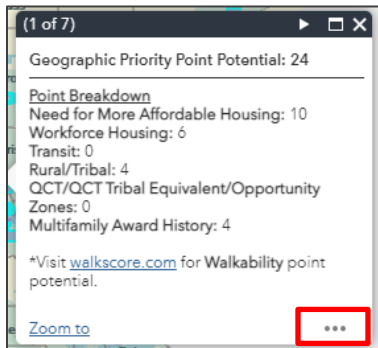 (1 of 7)
Geographic Priority Point Potential: 24
Point Breakdown
Need for More Affordable Housing: 10
Workforce Housing: 6
Transit: 0
Rural/Tribal: 4
QCT/QCT Tribal Equivalent/Opportunity
Zones: 0
Multifamily Award History: 4
*Visit walkscore.com for Walkability point
potential.
Zoom to